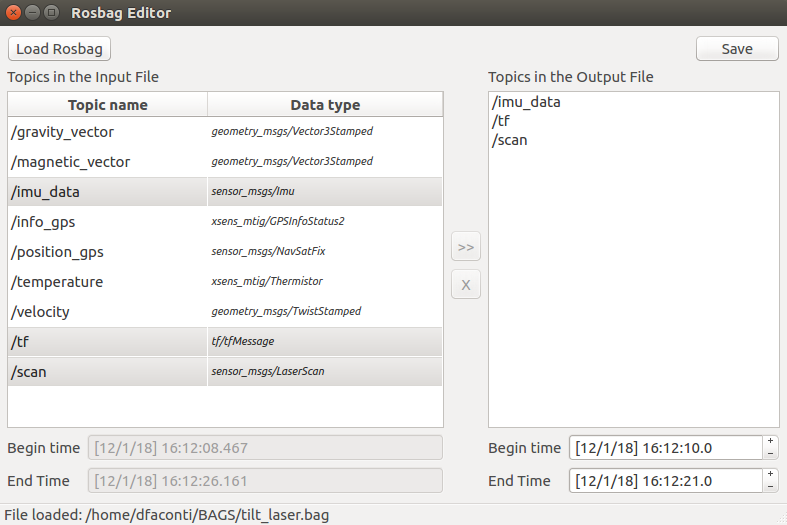 Rosbag Editor
Load Rosbag
Save
Topics in the Input File
Topics in the Output File
Topic name Data type
/gravity_vector geometry_msgs/Vector3Stamped
/magnetic_vector geometry_msgs/Vector3Stamped
/imu_data sensor_msgs/Imu
/info_gps xsens_mtig/GPSInfoStatus2
/position_gps sensor_msgs/NavSatFix
/temperature xsens_mtig/Thermistor
/velocity geometry_msgs/TwistStamped
/tf tf/tfMessage
/scan sensor_msgs/LaserScan
>>
X
/imu_data
/tf
/scan
Begin time [12/1/18] 16:12:08.467
End Time [12/1/18] 16:12:26.161
Begin time [12/1/18] 16:12:10.0
End Time [12/1/18] 16:12:21.0
File loaded: /home/dfaconti/BAGS/tilt_laser.bag